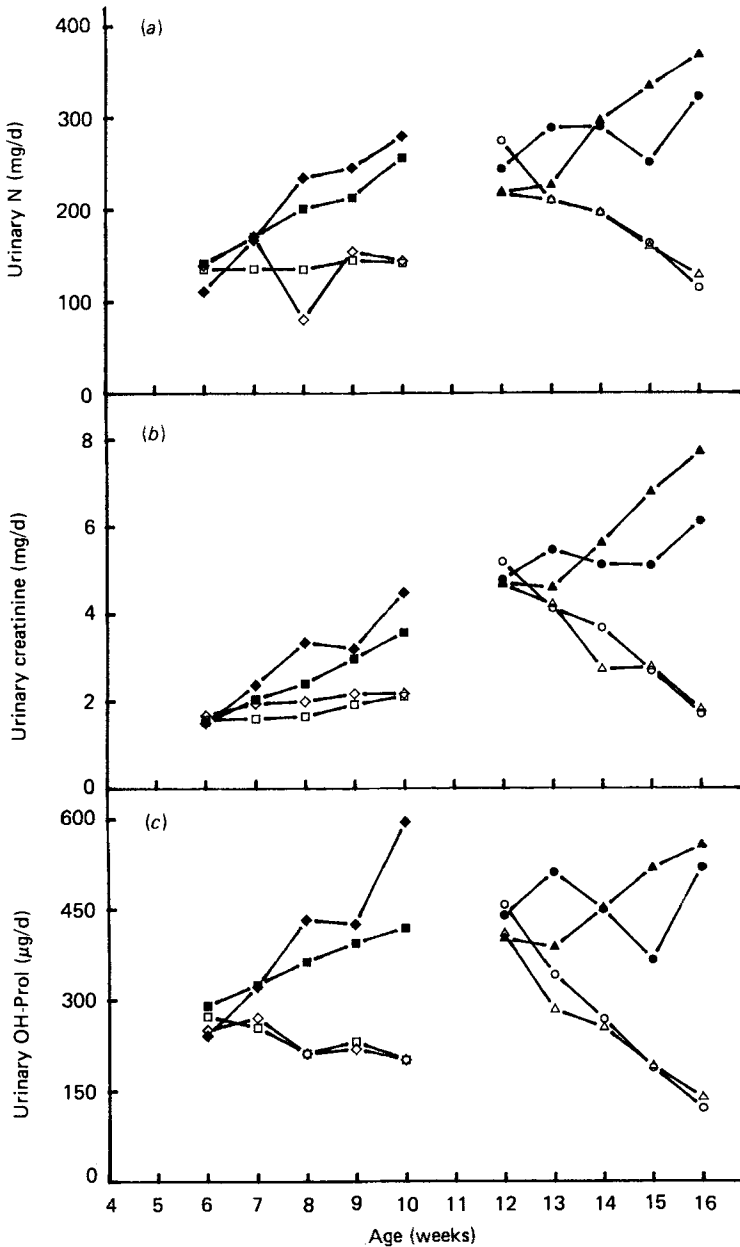 (a)
Urinary N (mg/d)
400
300
200
100
0
(b)
Urinary creatinine (mg/d)
8
6
4
2
0
(c)
Urinary OH-Prol (μg/d)
600
450
300
150
0
4 5 6 7 8 9 10 11 12 13 14 15 16
Age (weeks)